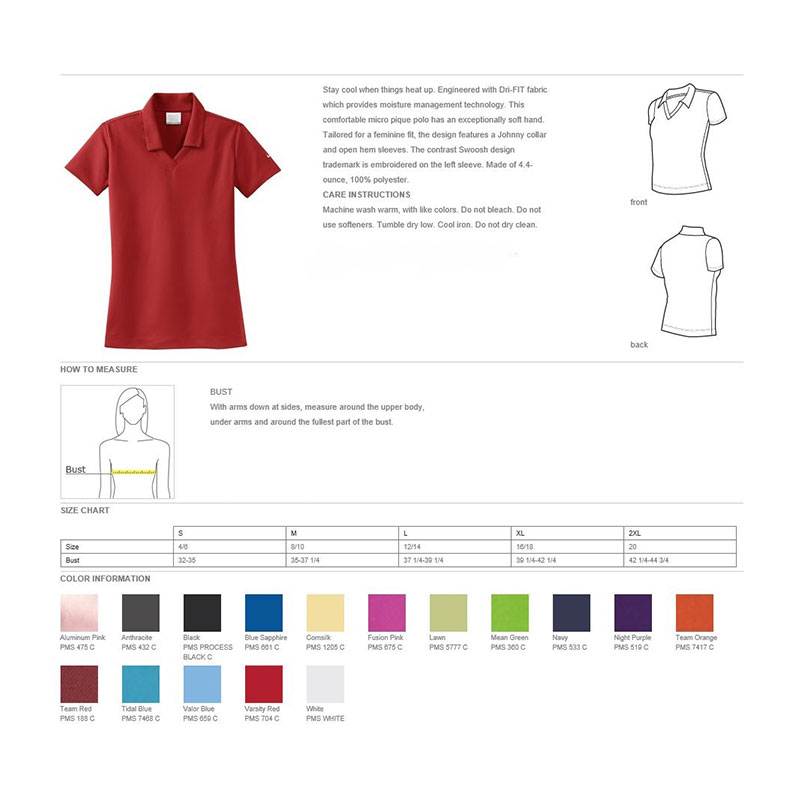 Stay cool when things heat up. Engineered with Dri-FIT fabric
which provides moisture management technology. This
comfortable micro pique polo has an exceptionally soft hand.
Tailored for a feminine fit, the design features a Johnny collar
and open hem sleeves. The contrast Swoosh design
trademark is embroidered on the left sleeve. Made of 4.4-
ounce, 100% polyester.
CARE INSTRUCTIONS
Machine wash warm, with like colors. Do not bleach. Do not
use softeners. Tumble dry low. Cool iron. Do not dry clean.
front
back
HOW TO MEASURE
BUST
With arms down at sides, measure around the upper body,
under arms and around the fullest part of the bust.
Bust
SIZE CHART
S M L XL 2XL
Size 4/6 8/10 12/14 16/18 20
Bust 32-35 35-37 1/4 37 1/4-39 1/4 39 1/4-42 1/4 42 1/4-44 3/4
COLOR INFORMATION
Aluminum Pink Anthracite Black Blue Sapphire Cornsilk Fusion Pink Lawn Mean Green Navy Night Purple Team Orange
PMS 475 C PMS 432 C PMS PROCESS PMS 661 C PMS 1205 C PMS 675 C PMS 5777 C PMS 360 C PMS 533 C PMS 519 C PMS 7417 C
BLACK C
Team Red Tidal Blue Valor Blue Varsity Red White
PMS 188 C PMS 7468 C PMS 659 C PMS 704 C PMS WHITE